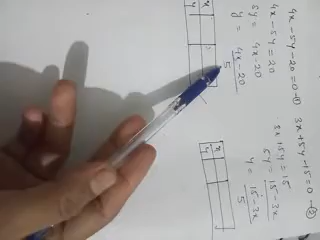 4x-5y-20=0 ①
4x-5y=20
5y = 4x-20
y = 4x-20
5
x
y
3x+5y-15=0 -②
3x+5y=15
5y = 15-3x
y = 15-3x
5
x
y